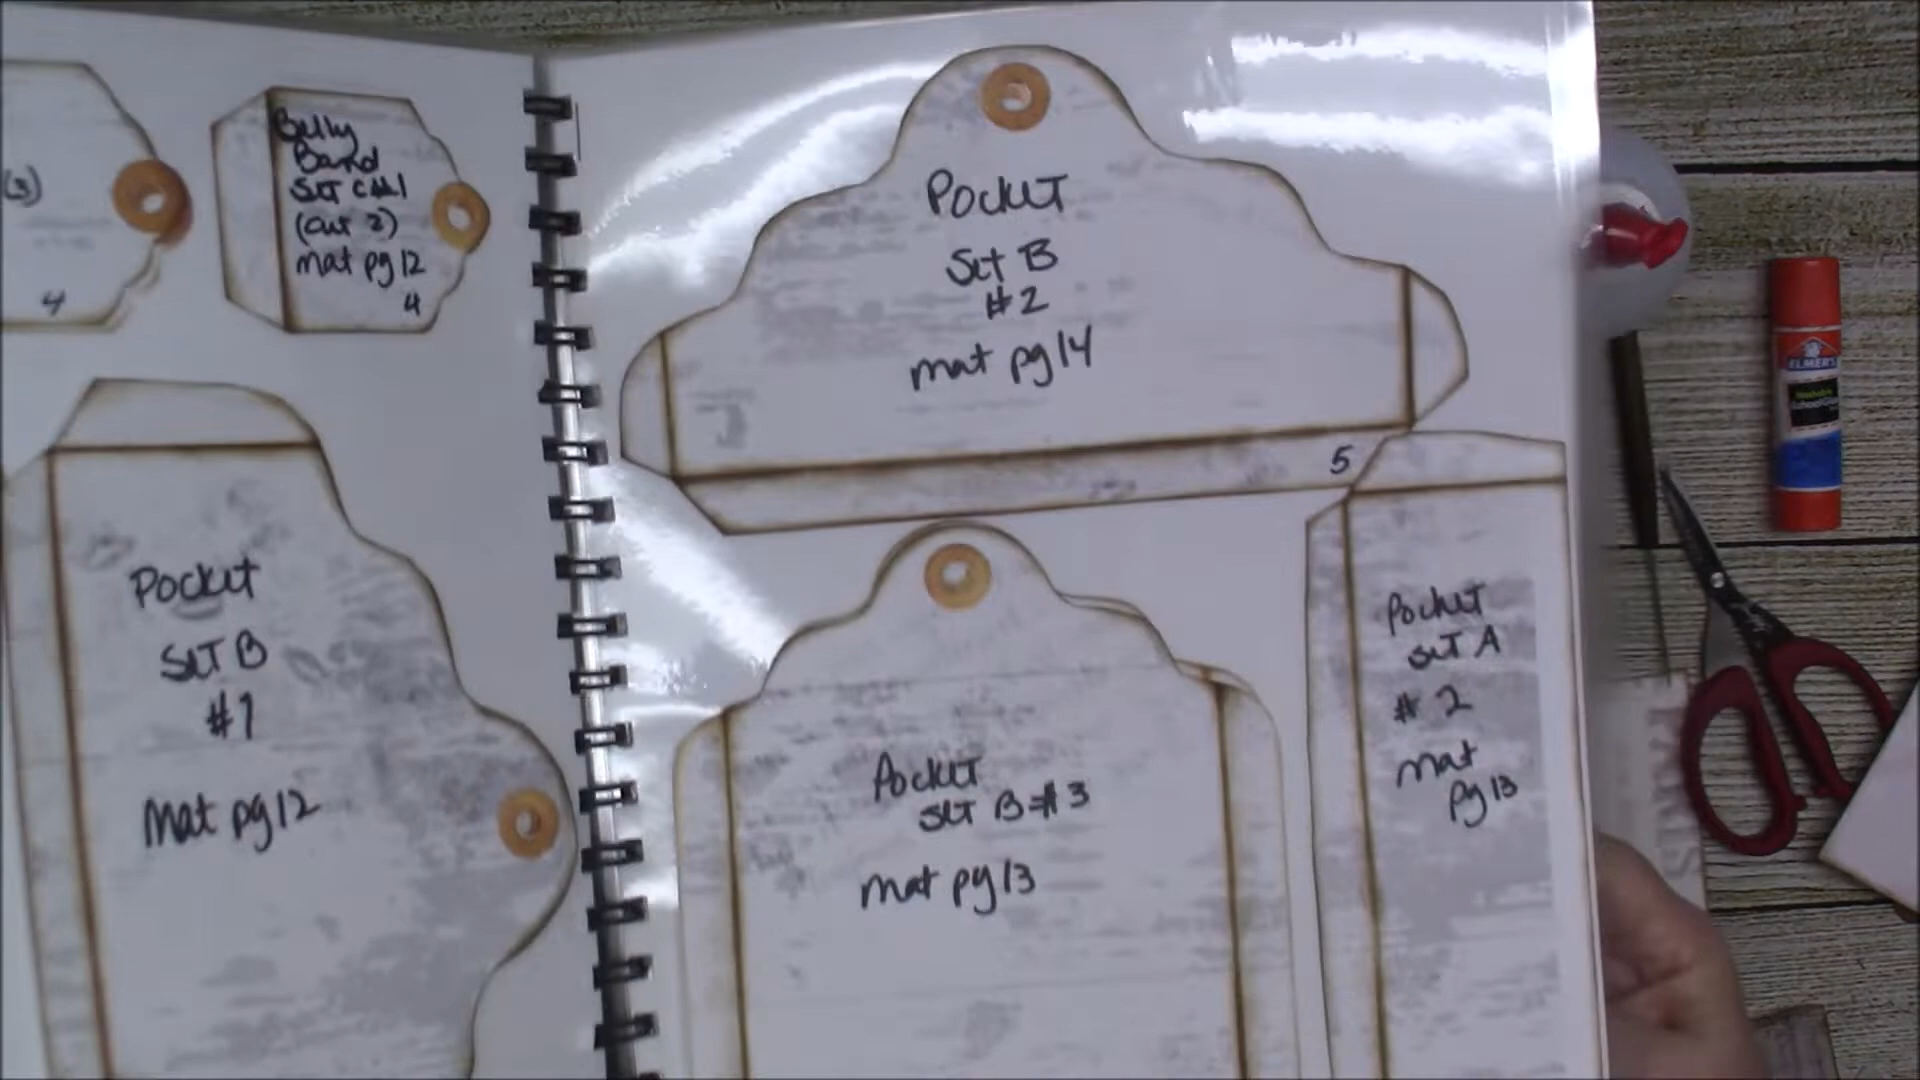 (3)
4
Belly
Band
Set C #1
(cut 2)
mat pg 12
4
Pocket
Set B
#1
Mat pg 12
Pocket
Set B
#2
mat pg 14
5
Pocket
Set B #3
mat pg 13
Pocket
Set A
#2
mat
pg 13
ELMER'S